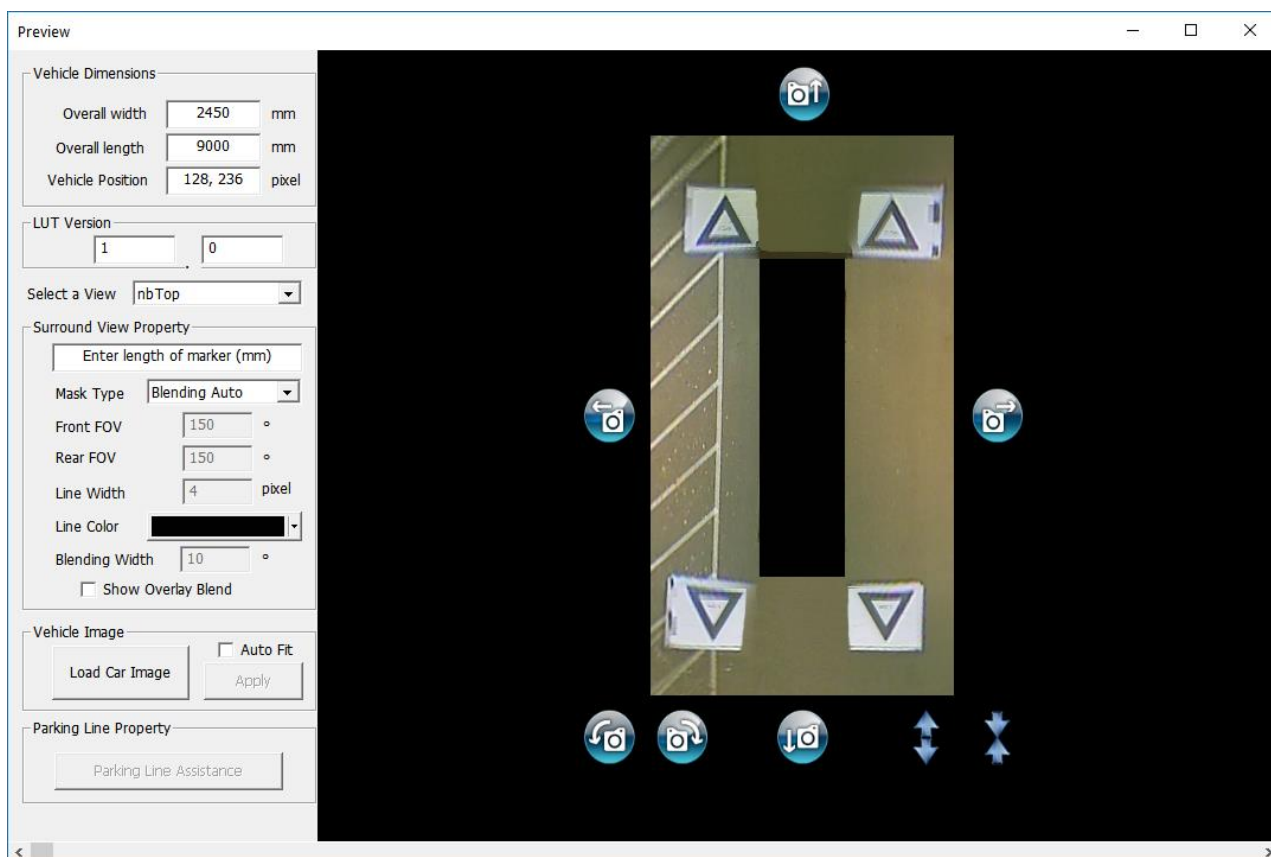 Preview
Vehicle Dimensions
Overall width 2450 mm
Overall length 9000 mm
Vehicle Position 128, 236 pixel
LUT Version
1 . 0
Select a View nbTop
Surround View Property
Enter length of marker (mm)
Mask Type Blending Auto
Front FOV 150 °
Rear FOV 150 °
Line Width 4 pixel
Line Color
Blending Width 10 °
Show Overlay Blend
Vehicle Image
Auto Fit
Load Car Image
Apply
Parking Line Property
Parking Line Assistance